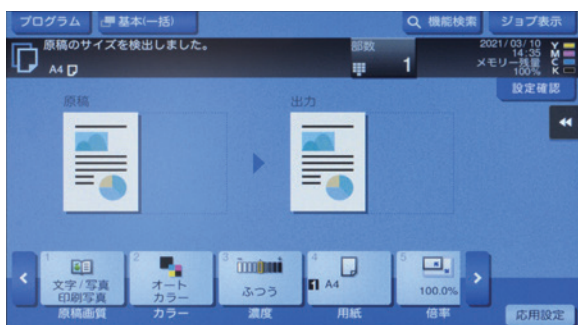 プログラム
基本(一括)
機能検索
ジョブ表示
原稿のサイズを検出しました。
A4
部数
1
2021/03/10
14:35
メモリー残量
100%
Y
M
C
K
設定確認
原稿
出力
1
文字/写真
印刷写真
原稿画質
2
オート
カラー
カラー
3
ふつう
濃度
4
1 A4
用紙
5
100.0%
倍率
応用設定